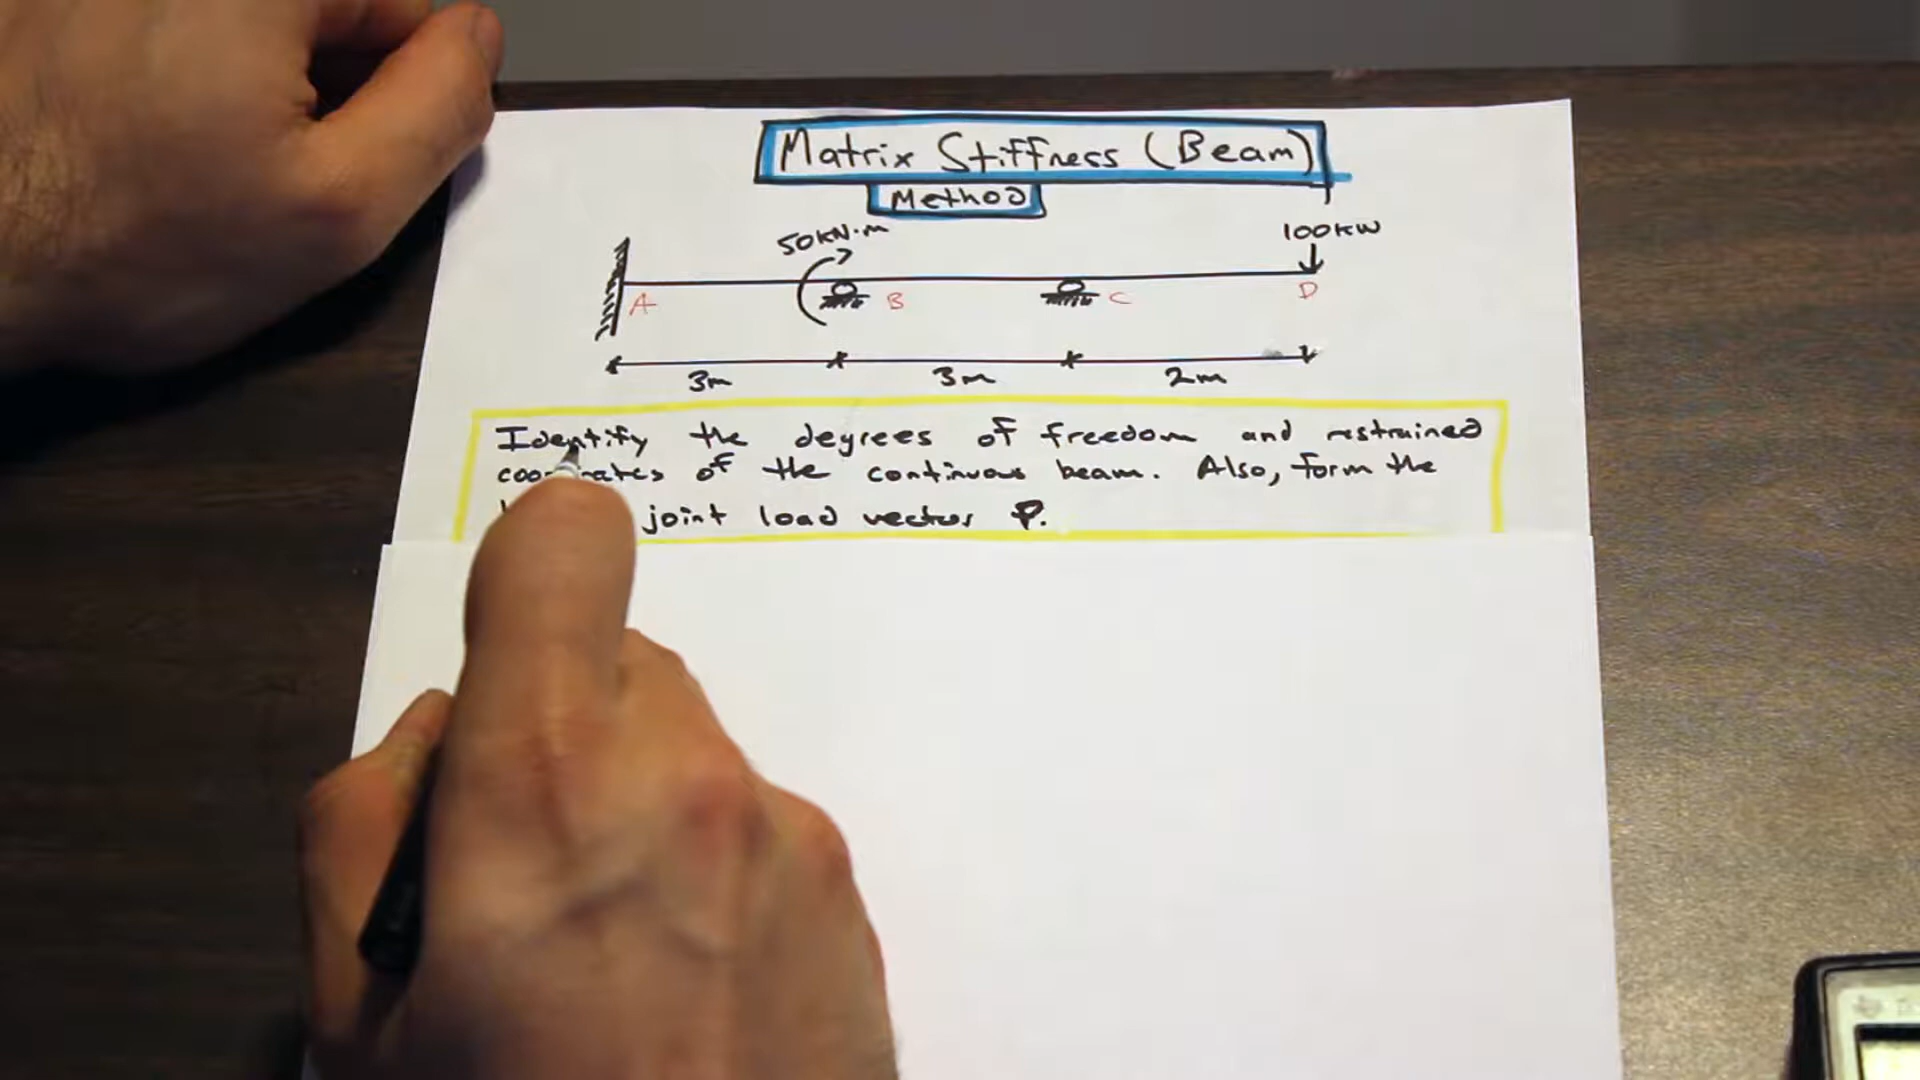 Matrix Stiffness (Beam)
Method
50KN·m
100KW
A
B
C
D
3m
3m
2m
Identify the degrees of freedom and restrained
of the continuous beam. Also, form the
joint load vector P.